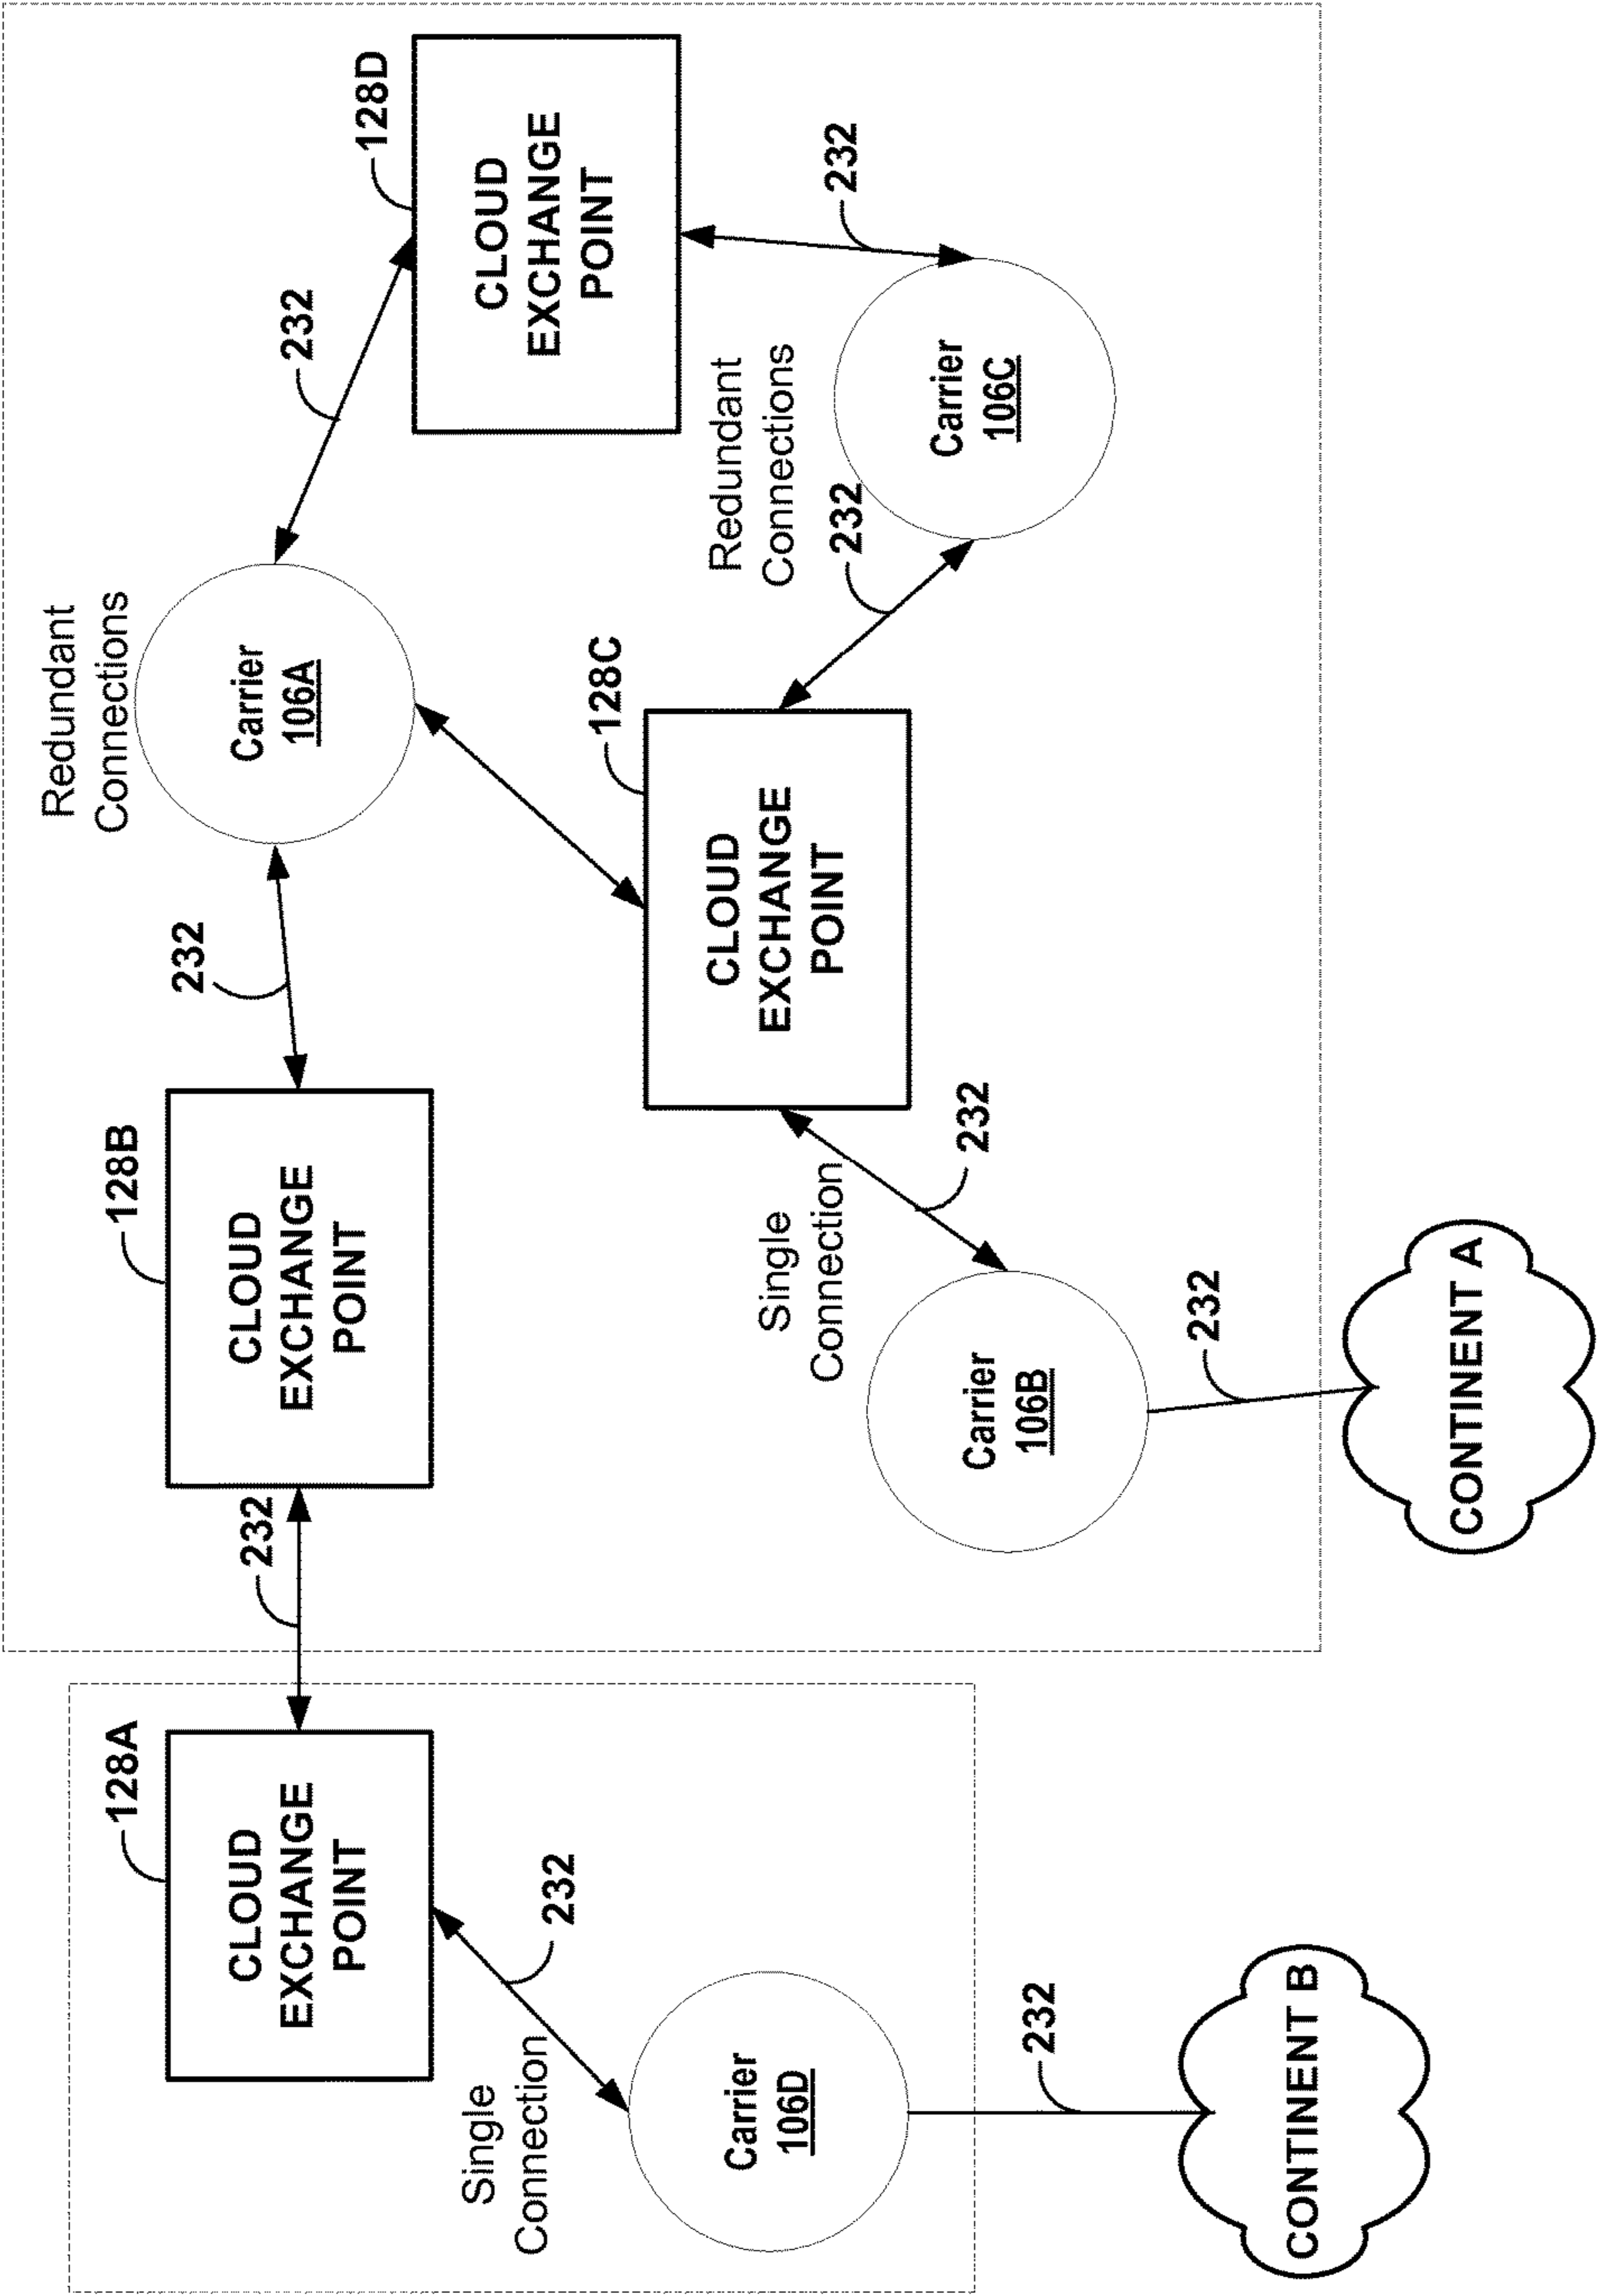 Redundant
Connections
128A
128B
232
CLOUD
EXCHANGE
POINT
232
CLOUD
EXCHANGE
POINT
Carrier
106A
232
128D
CLOUD
EXCHANGE
POINT
Single
Connection
232
128C
CLOUD
EXCHANGE
POINT
Redundant
Connections
Carrier
106D
Single
Connection
232
232
Carrier
106C
232
Carrier
106B
232
232
CONTINENT B
CONTINENT A